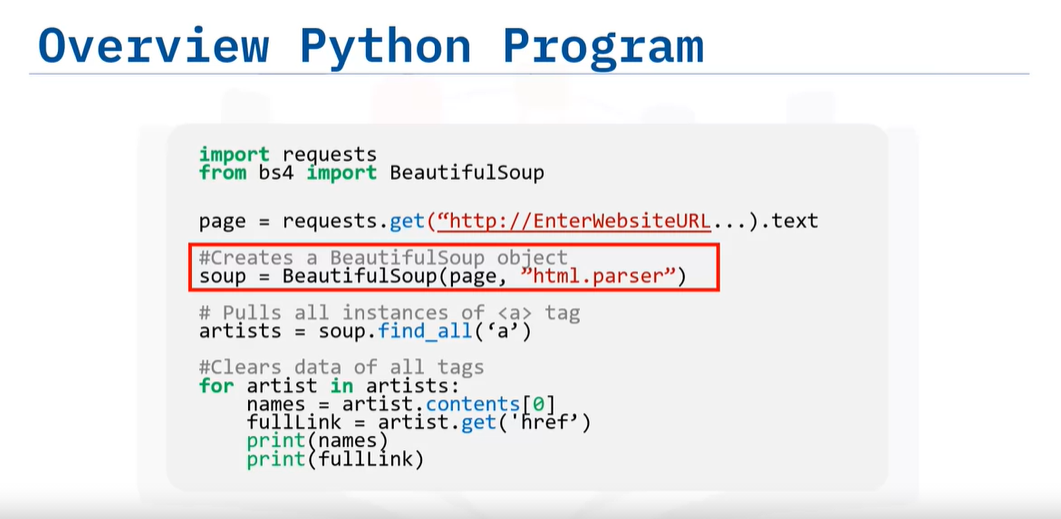 Overview Python Program
import requests
from bs4 import BeautifulSoup
page = requests.get(“http://EnterWebsiteURL...).text
#Creates a BeautifulSoup object
soup = BeautifulSoup(page, ”html.parser”)
# Pulls all instances of <a> tag
artists = soup.find_all(‘a’)
#Clears data of all tags
for artist in artists:
    names = artist.contents[0]
    fullLink = artist.get('href’)
    print(names)
    print(fullLink)